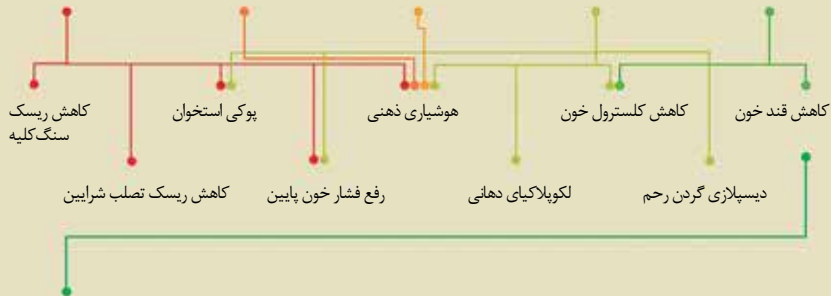 کاهش قند خون
کاهش کلسترول خون
هوشیاری ذهنی
پوکی استخوان
کاهش ریسک
سنگ کلیه
دیسپلازی گردن رحم
لکوپلاکیای دهانی
رفع فشار خون پایین
کاهش ریسک تصلب شرایین